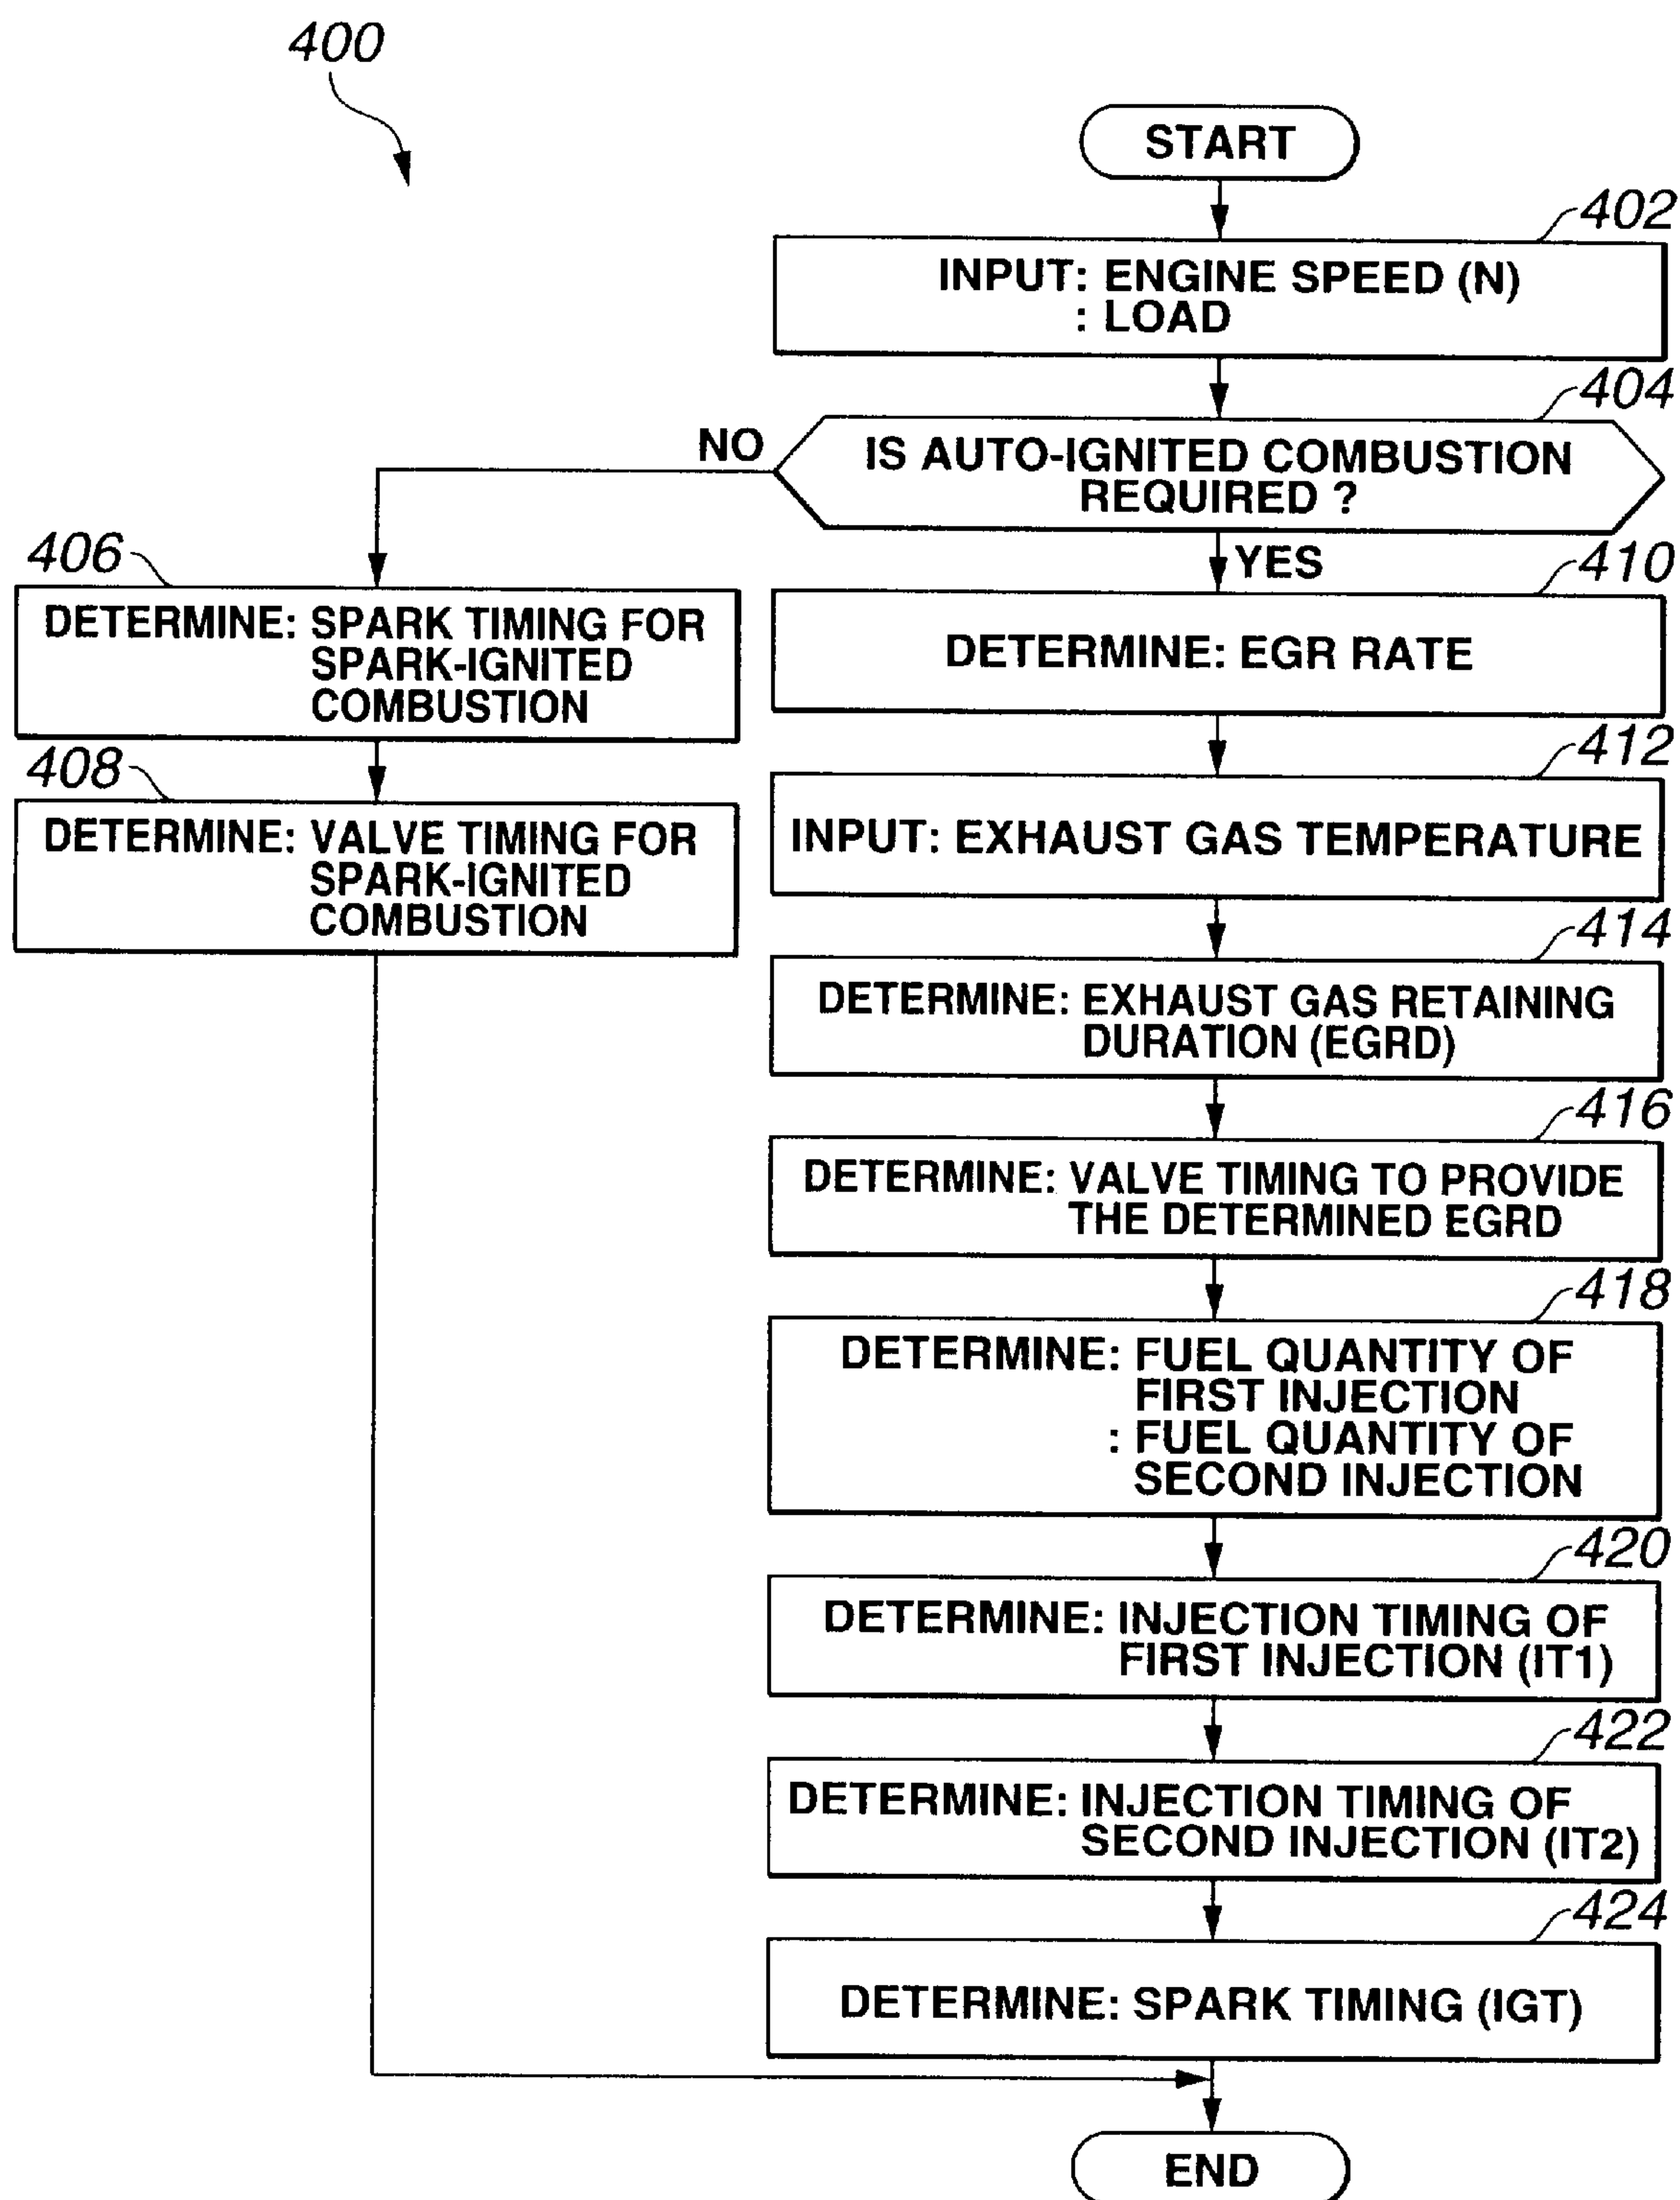 400
START
402
INPUT: ENGINE SPEED (N)
: LOAD
404
IS AUTO-IGNITED COMBUSTION
REQUIRED ?
NO
YES
406
DETERMINE: SPARK TIMING FOR
SPARK-IGNITED
COMBUSTION
408
DETERMINE: VALVE TIMING FOR
SPARK-IGNITED
COMBUSTION
410
DETERMINE: EGR RATE
412
INPUT: EXHAUST GAS TEMPERATURE
414
DETERMINE: EXHAUST GAS RETAINING
DURATION (EGRD)
416
DETERMINE: VALVE TIMING TO PROVIDE
THE DETERMINED EGRD
418
DETERMINE: FUEL QUANTITY OF
FIRST INJECTION
: FUEL QUANTITY OF
SECOND INJECTION
420
DETERMINE: INJECTION TIMING OF
FIRST INJECTION (IT1)
422
DETERMINE: INJECTION TIMING OF
SECOND INJECTION (IT2)
424
DETERMINE: SPARK TIMING (IGT)
END